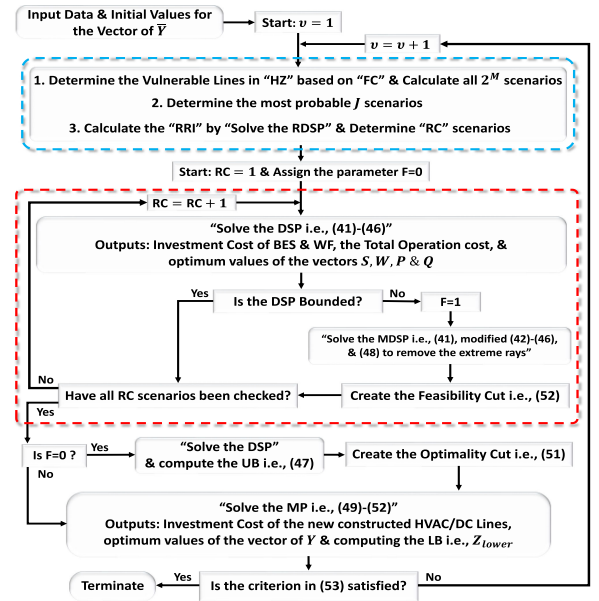 Input Data & Initial Values for
the Vector of Y̅
Start: υ = 1
υ = υ + 1
1. Determine the Vulnerable Lines in “HZ” based on “FC” & Calculate all 2^M scenarios
2. Determine the most probable J scenarios
3. Calculate the “RRI” by “Solve the RDSP” & Determine “RC” scenarios
Start: RC = 1 & Assign the parameter F=0
RC = RC + 1
“Solve the DSP i.e., (41)-(46)”
Outputs: Investment Cost of BES & WF, the Total Operation cost, &
optimum values of the vectors S, W, P & Q
Yes
Is the DSP Bounded?
No
F=1
“Solve the MDSP i.e., (41), modified (42)-(46),
& (48) to remove the extreme rays”
No
Have all RC scenarios been checked?
Create the Feasibility Cut i.e., (52)
Yes
Is F=0 ?
Yes
“Solve the DSP”
& compute the UB i.e., (47)
Create the Optimality Cut i.e., (51)
No
“Solve the MP i.e., (49)-(52)”
Outputs: Investment Cost of the new constructed HVAC/DC Lines,
optimum values of the vector of Y & computing the LB i.e., Z_lower
Terminate
Yes
Is the criterion in (53) satisfied?
No